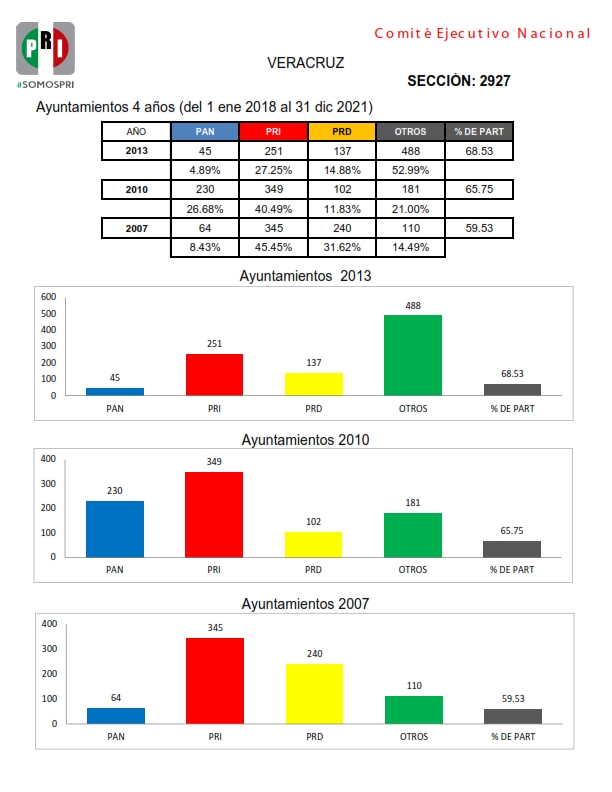 Comité Ejecutivo Nacional
PRI
#SOMOSPRI
VERACRUZ
SECCIÓN: 2927
Ayuntamientos 4 años (del 1 ene 2018 al 31 dic 2021)
AÑO PAN PRI PRD OTROS % DE PART
2013 45 251 137 488 68.53
4.89% 27.25% 14.88% 52.99%
2010 230 349 102 181 65.75
26.68% 40.49% 11.83% 21.00%
2007 64 345 240 110 59.53
8.43% 45.45% 31.62% 14.49%
Ayuntamientos 2013
600
500
400
300
200
100
0
45 251 137 488 68.53
PAN PRI PRD OTROS % DE PART
Ayuntamientos 2010
400
300
200
100
0
230 349 102 181 65.75
PAN PRI PRD OTROS % DE PART
Ayuntamientos 2007
400
300
200
100
0
64 345 240 110 59.53
PAN PRI PRD OTROS % DE PART